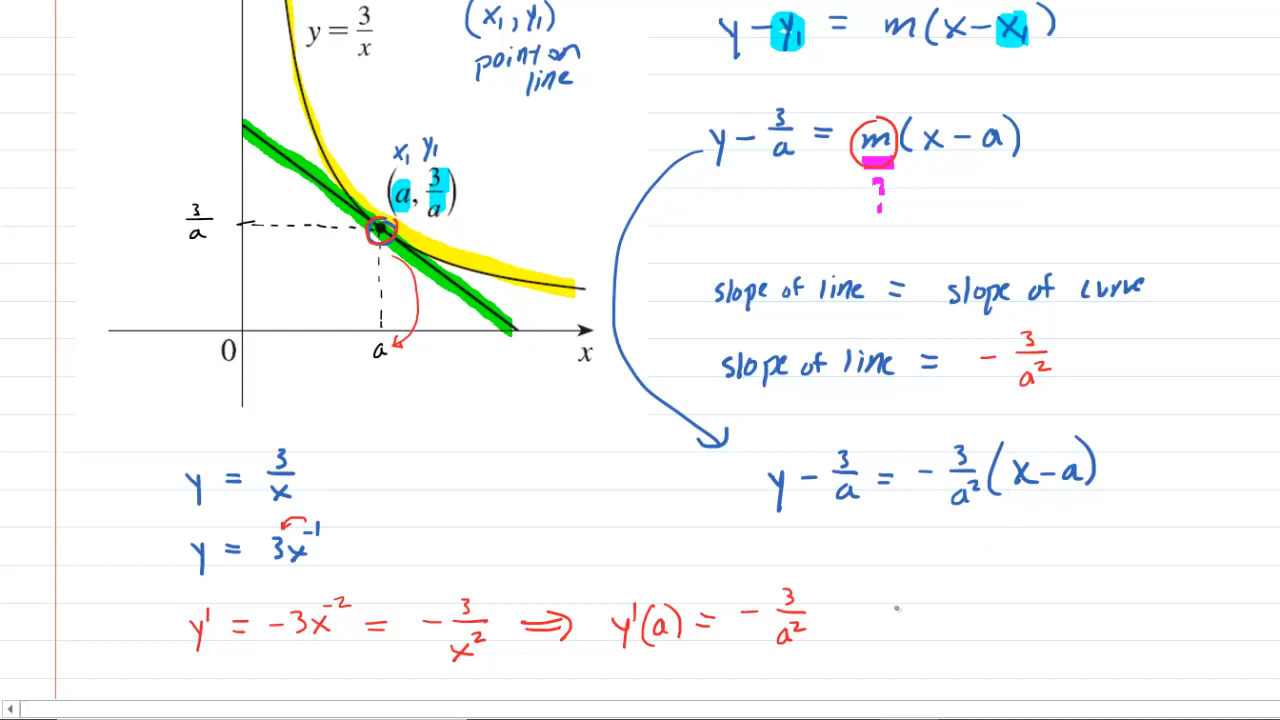 y = 3/x
(x₁, y₁)
point on
line
x₁ y₁
(a, 3/a)
3/a
0
a
x
y - y₁ = m(x - x₁)
y - 3/a = m(x - a)
?
slope of line = slope of curve
slope of line = - 3/a²
y - 3/a = - 3/a² (x - a)
y = 3/x
y = 3x⁻¹
y' = -3x⁻² = - 3/x² ⟹ y'(a) = - 3/a²